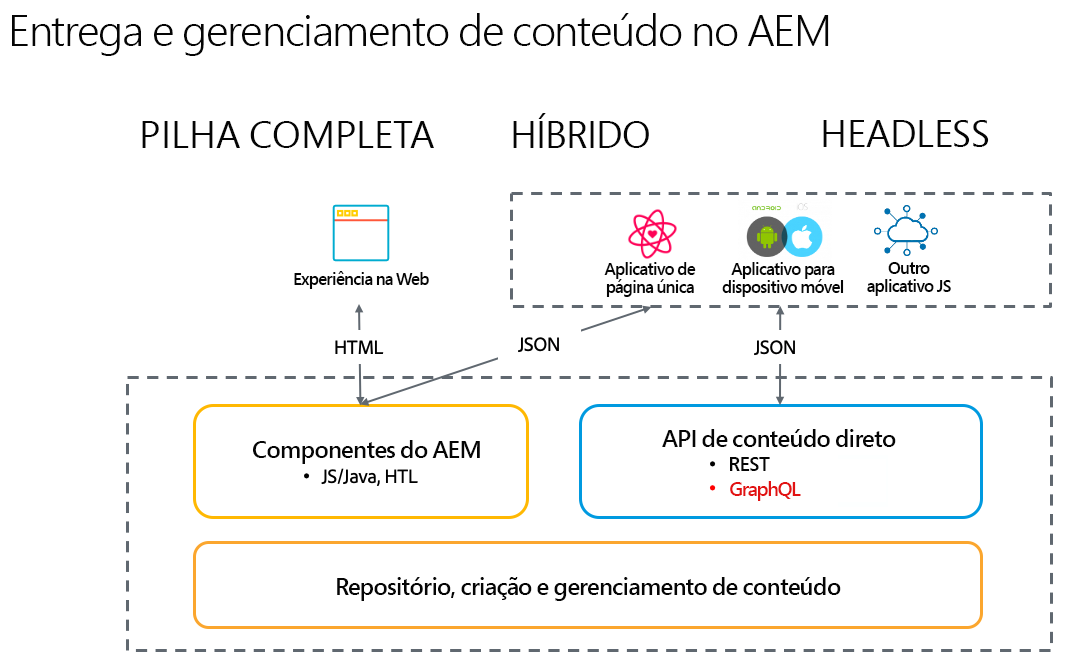 Entrega e gerenciamento de conteúdo no AEM
PILHA COMPLETA
HÍBRIDO
HEADLESS
Experiência na Web
ANDROID
iOS
Aplicativo de
página única
Aplicativo para
dispositivo móvel
Outro
aplicativo JS
HTML
JSON
JSON
Componentes do AEM
• JS/Java, HTL
API de conteúdo direto
• REST
• GraphQL
Repositório, criação e gerenciamento de conteúdo